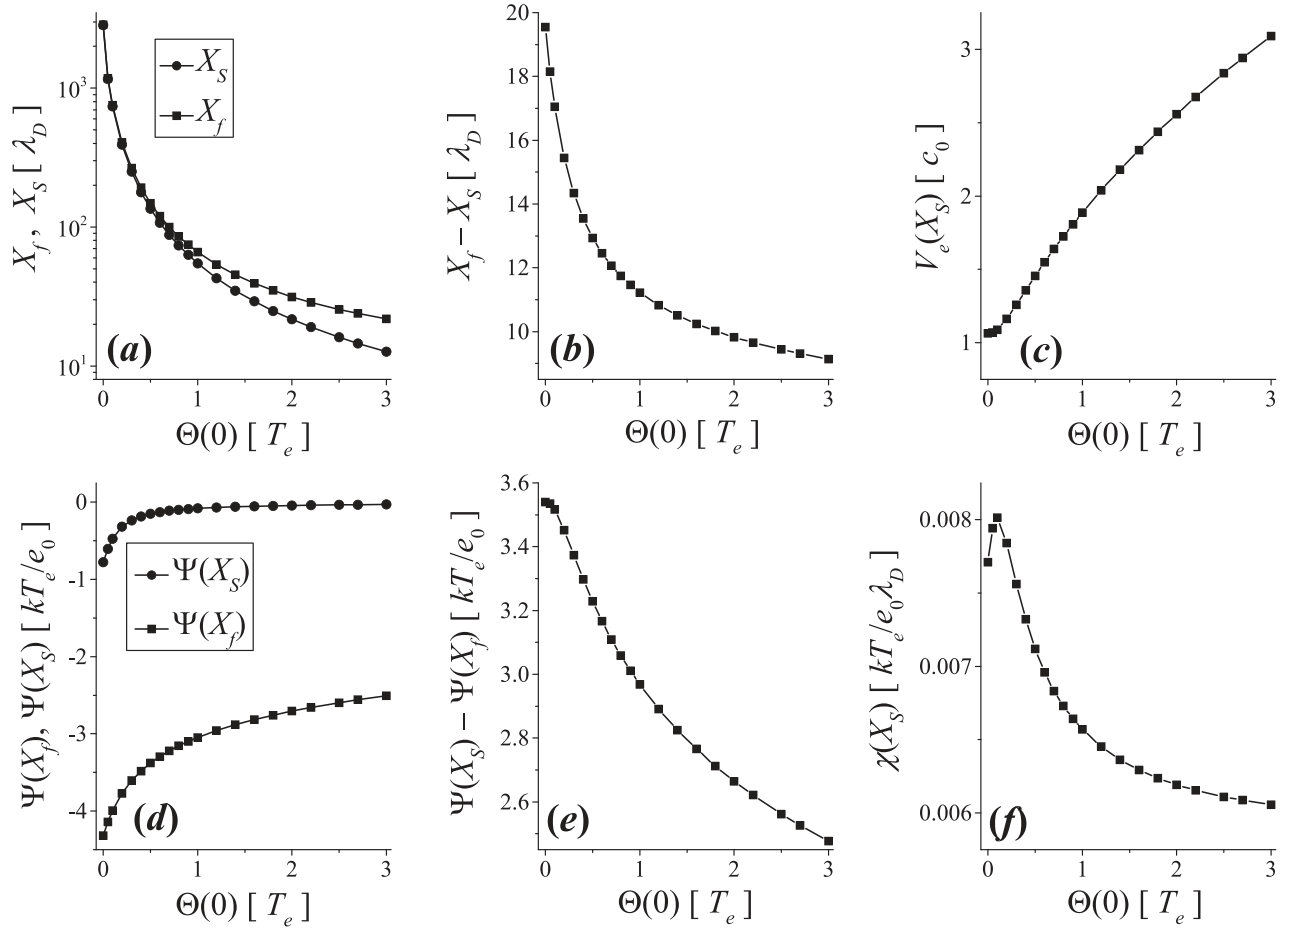 10³
10²
10¹
X_f , X_S [ λ_D ]
X_S
X_f
(a)
0 1 2 3
Θ(0) [ T_e ]
20
18
16
14
12
10
X_f – X_S [ λ_D ]
(b)
0 1 2 3
Θ(0) [ T_e ]
3
2
1
V_e(X_S) [ c_0 ]
(c)
0 1 2 3
Θ(0) [ T_e ]
0
-1
-2
-3
-4
Ψ(X_f), Ψ(X_S) [ kT_e/e_0 ]
Ψ(X_S)
Ψ(X_f)
(d)
0 1 2 3
Θ(0) [ T_e ]
3.6
3.4
3.2
3.0
2.8
2.6
Ψ(X_S) – Ψ(X_f) [ kT_e/e_0 ]
(e)
0 1 2 3
Θ(0) [ T_e ]
0.008
0.007
0.006
χ(X_S) [ kT_e/e_0λ_D ]
(f)
0 1 2 3
Θ(0) [ T_e ]